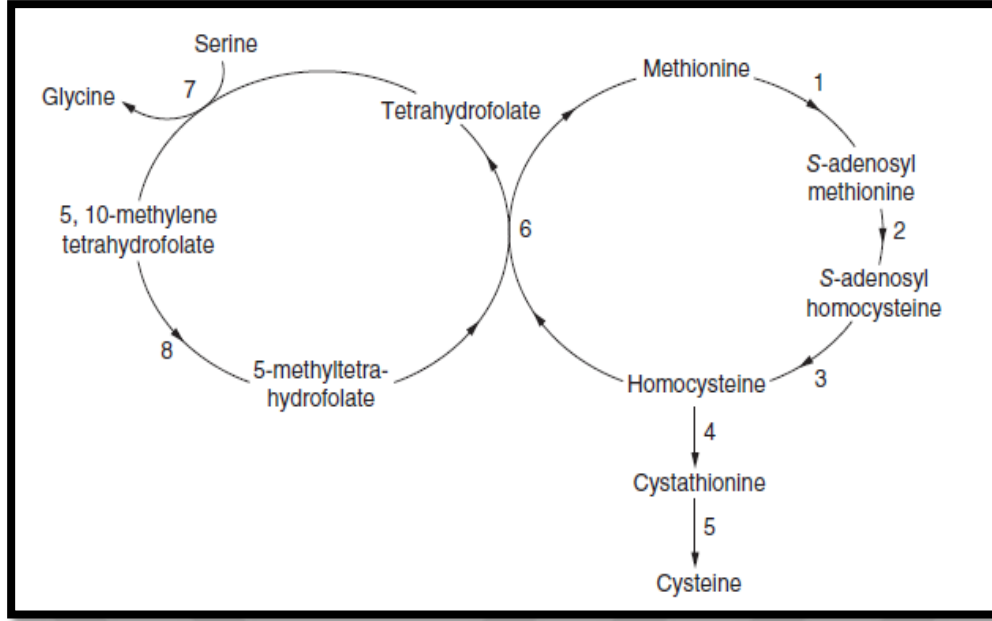 Serine
7
Glycine
Tetrahydrofolate
5, 10-methylene
tetrahydrofolate
8
5-methyltetra-
hydrofolate
6
Methionine
1
S-adenosyl
methionine
2
S-adenosyl
homocysteine
3
Homocysteine
4
Cystathionine
5
Cysteine